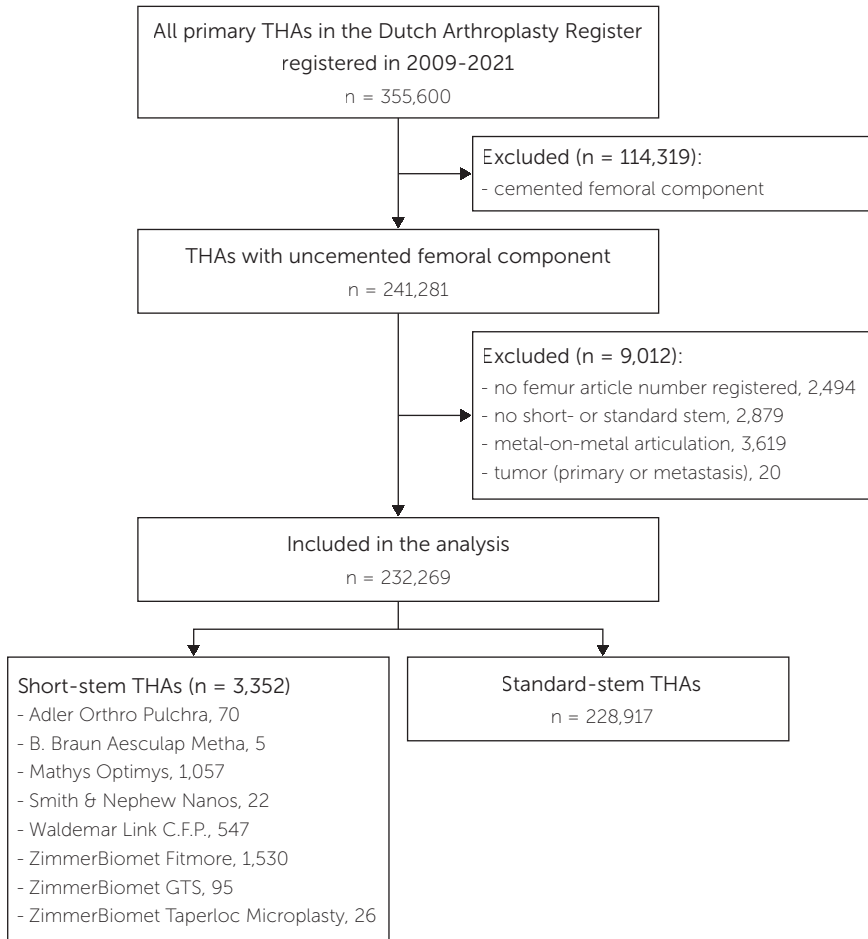 All primary THAs in the Dutch Arthroplasty Register
registered in 2009-2021
n = 355,600
Excluded (n = 114,319):
- cemented femoral component
THAs with uncemented femoral component
n = 241,281
Excluded (n = 9,012):
- no femur article number registered, 2,494
- no short- or standard stem, 2,879
- metal-on-metal articulation, 3,619
- tumor (primary or metastasis), 20
Included in the analysis
n = 232,269
Short-stem THAs (n = 3,352)
- Adler Orthro Pulchra, 70
- B. Braun Aesculap Metha, 5
- Mathys Optimys, 1,057
- Smith & Nephew Nanos, 22
- Waldemar Link C.F.P., 547
- ZimmerBiomet Fitmore, 1,530
- ZimmerBiomet GTS, 95
- ZimmerBiomet Taperloc Microplasty, 26
Standard-stem THAs
n = 228,917